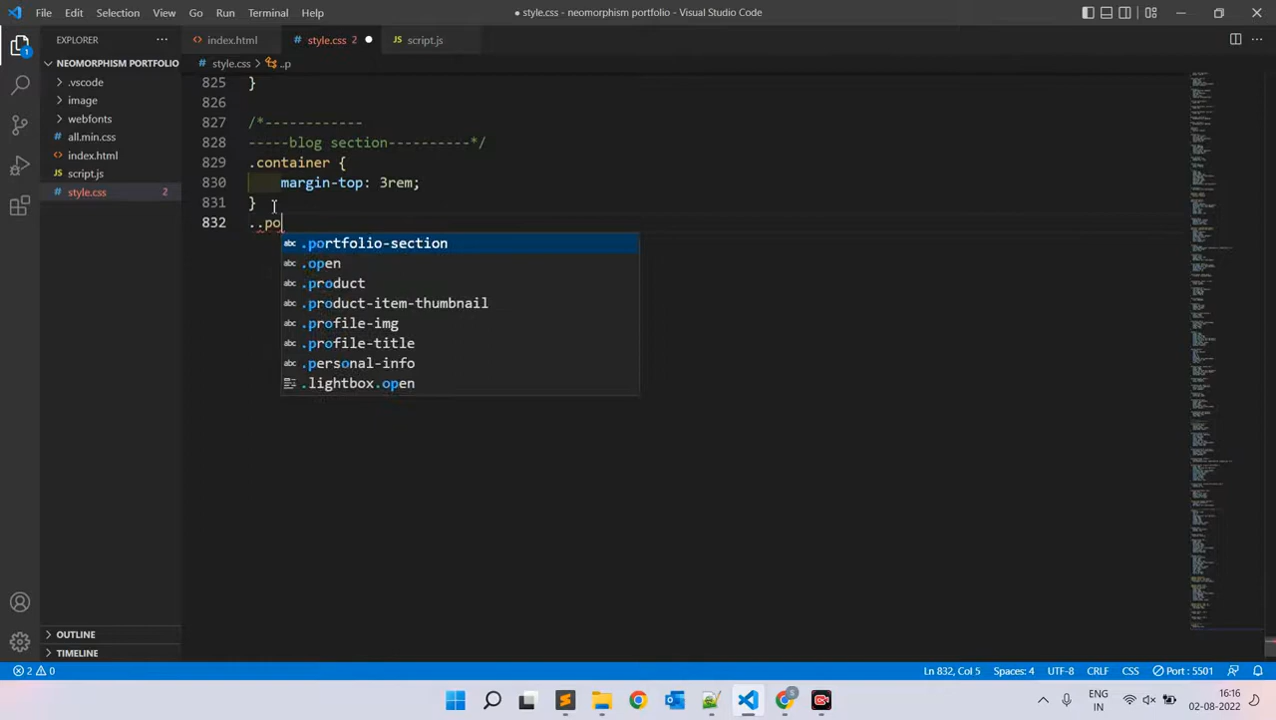 File Edit Selection View Go Run Terminal Help
● style.css - neomorphism portfolio - Visual Studio Code
EXPLORER
NEOMORPHISM PORTFOLIO
.vscode
image
webfonts
all.min.css
index.html
script.js
style.css 2
1
index.html style.css 2 script.js
style.css > ..p
825 }
826
827 /*------------
828 -----blog section----------*/
829 .container {
830 margin-top: 3rem;
831 }
832 ..po
.portfolio-section
.open
.product
.product-item-thumbnail
.profile-img
.profile-title
.personal-info
.lightbox.open
OUTLINE
TIMELINE
2 0 Ln 832, Col 5 Spaces: 4 UTF-8 CRLF CSS Port : 5501
ENG
IN
16:16
02-08-2022